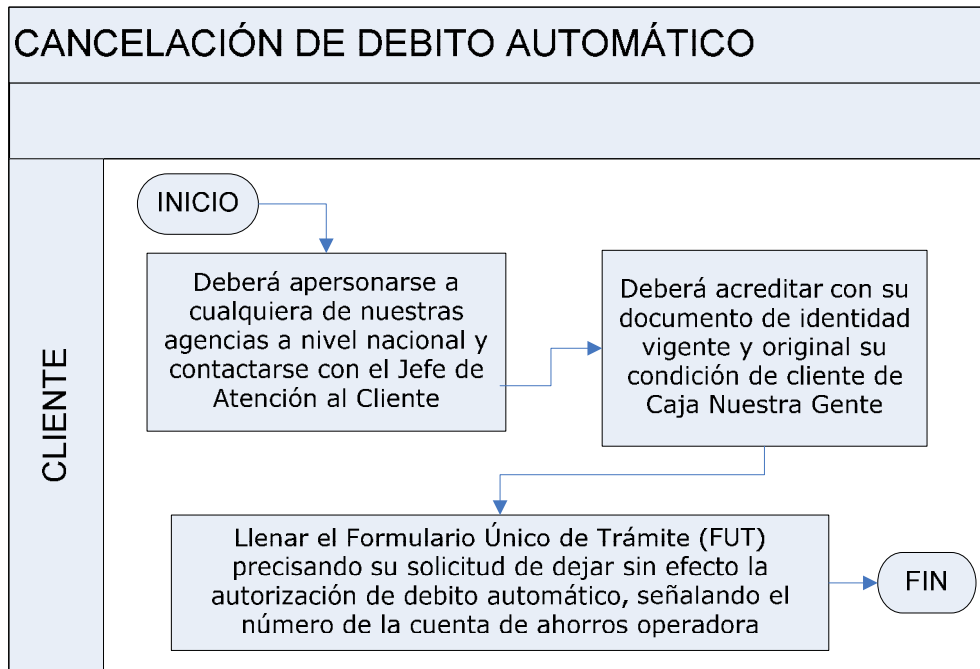 CANCELACIÓN DE DEBITO AUTOMÁTICO
CLIENTE
INICIO
Deberá apersonarse a
cualquiera de nuestras
agencias a nivel nacional y
contactarse con el Jefe de
Atención al Cliente
Deberá acreditar con su
documento de identidad
vigente y original su
condición de cliente de
Caja Nuestra Gente
Llenar el Formulario Único de Trámite (FUT)
precisando su solicitud de dejar sin efecto la
autorización de debito automático, señalando el
número de la cuenta de ahorros operadora
FIN